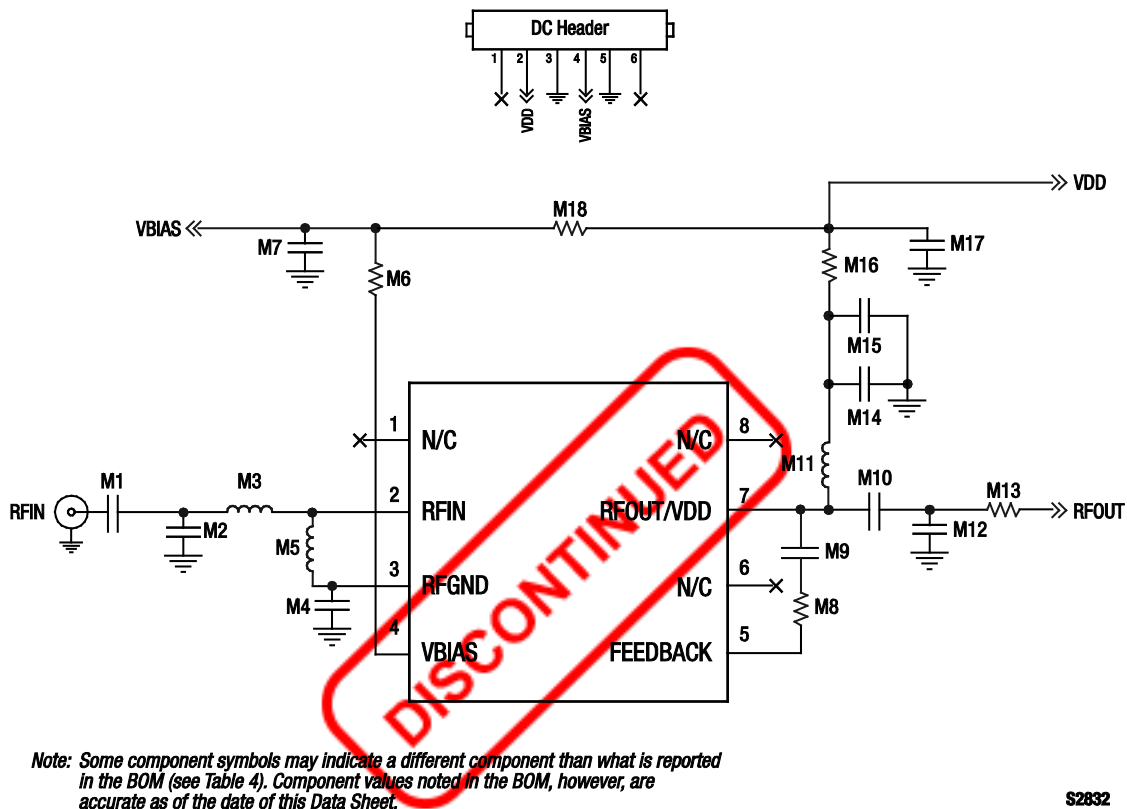 DC Header
1 2 3 4 5 6
VDD
VBIAS
VDD
VBIAS
M18
M7
M6
M16
M17
M15
M14
1
N/C
N/C
8
M11
M10
M1
M3
2
RFIN
RFIN
RFOUT/VDD
7
M13
RFOUT
M2
M5
M12
M9
3
RFGND
N/C
6
M4
M8
4
VBIAS
FEEDBACK
5
DISCONTINUED
Note: Some component symbols may indicate a different component than what is reported
in the BOM (see Table 4). Component values noted in the BOM, however, are
accurate as of the date of this Data Sheet.
S2832